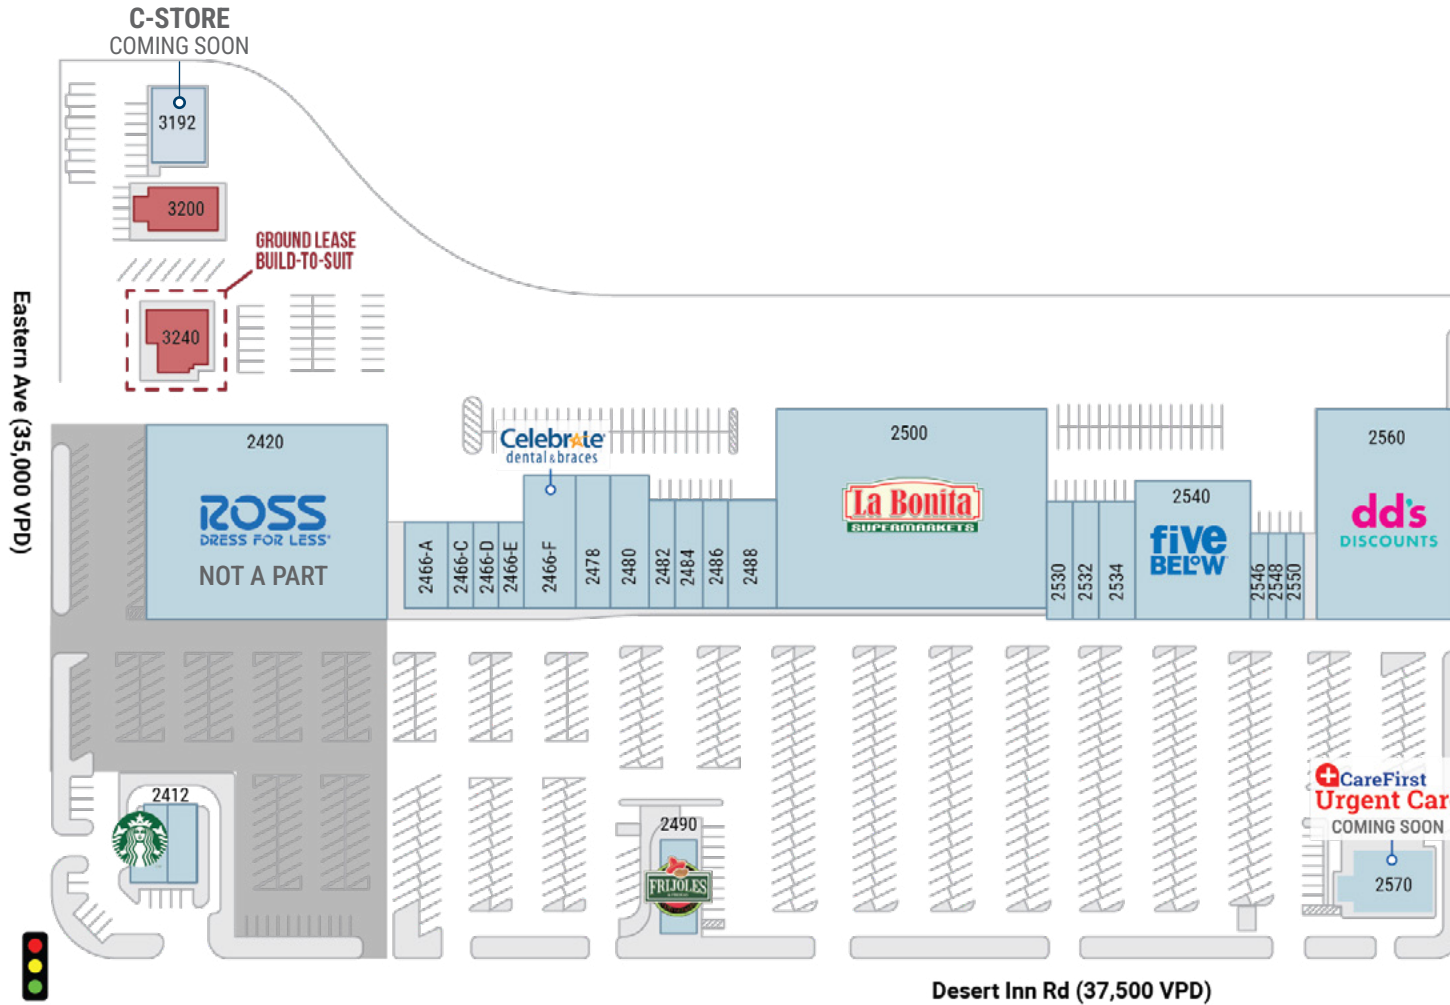 C-STORE
COMING SOON
3192
3200
GROUND LEASE
BUILD-TO-SUIT
3240
Eastern Ave (35,000 VPD)
2420
ROSS
DRESS FOR LESS
NOT A PART
Celebrate
dental & braces
2466-A
2466-C
2466-D
2466-E
2466-F
2478
2480
2482
2484
2486
2488
2500
La Bonita
SUPERMARKETS
2530
2532
2534
2540
five
BELOW
2546
2548
2550
2560
dd's
DISCOUNTS
2412
2490
FRIJOLES
CareFirst
Urgent Car
COMING SOON
2570
Desert Inn Rd (37,500 VPD)